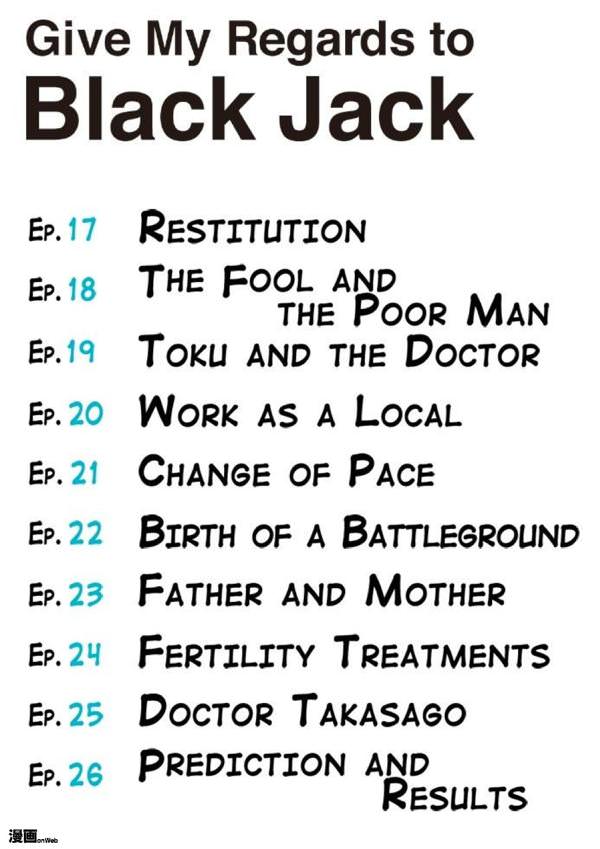 Give My Regards to
Black Jack
Ep. 17 Restitution
Ep. 18 The Fool and
the Poor Man
Ep. 19 Toku and the Doctor
Ep. 20 Work as a Local
Ep. 21 Change of Pace
Ep. 22 Birth of a Battleground
Ep. 23 Father and Mother
Ep. 24 Fertility Treatments
Ep. 25 Doctor Takasago
Ep. 26 Prediction and
Results
漫画onWeb